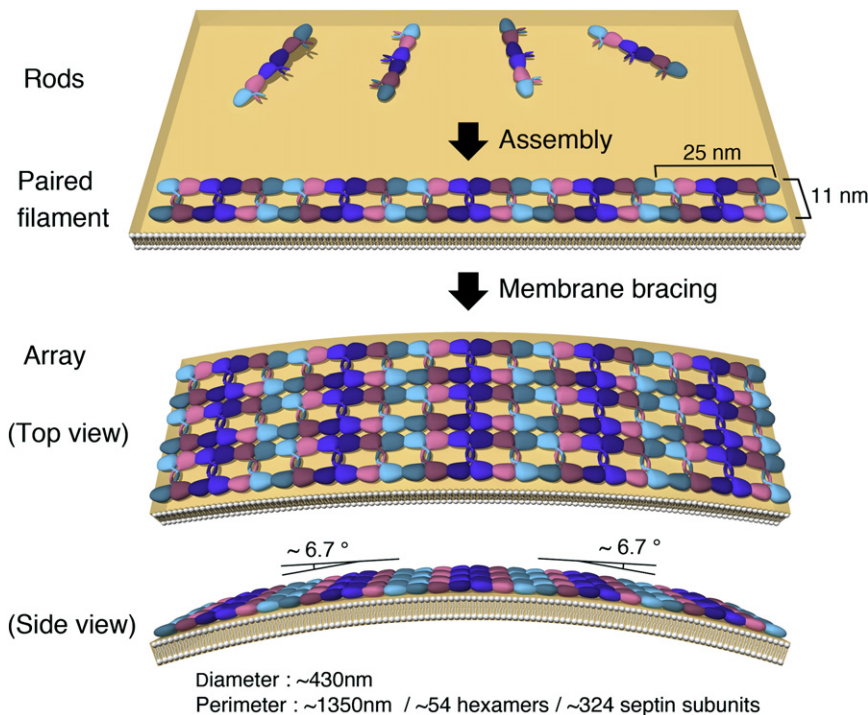 Rods
Assembly
25 nm
Paired
filament
11 nm
Membrane bracing
Array
(Top view)
~ 6.7 °
~ 6.7 °
(Side view)
Diameter : ~430nm
Perimeter : ~1350nm / ~54 hexamers / ~324 septin subunits